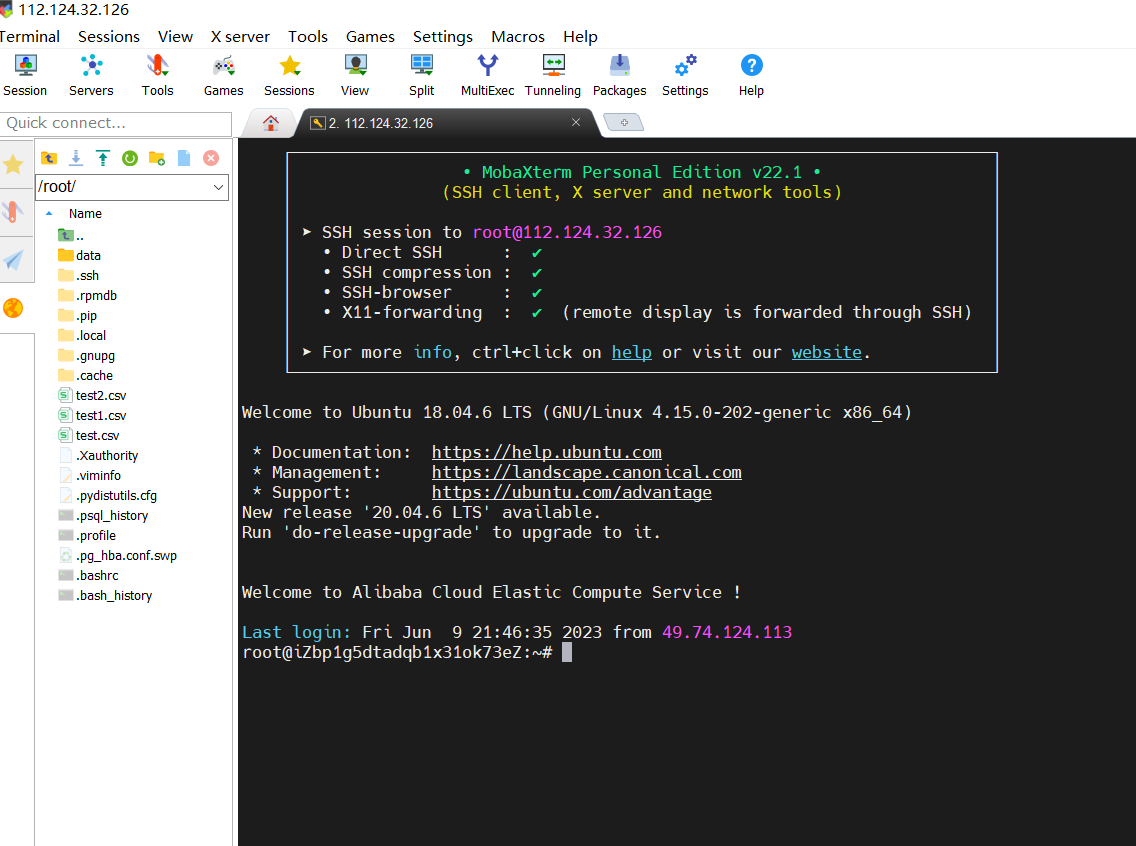 112.124.32.126
Terminal Sessions View X server Tools Games Settings Macros Help
Session Servers Tools Games Sessions View Split MultiExec Tunneling Packages Settings Help
Quick connect...
2. 112.124.32.126
/root/
Name
..
data
.ssh
.rpmdb
.pip
.local
.gnupg
.cache
test2.csv
test1.csv
test.csv
.Xauthority
.viminfo
.pydistutils.cfg
.psql_history
.profile
.pg_hba.conf.swp
.bashrc
.bash_history
• MobaXterm Personal Edition v22.1 •
(SSH client, X server and network tools)
➤ SSH session to root@112.124.32.126
• Direct SSH : ✔
• SSH compression : ✔
• SSH-browser : ✔
• X11-forwarding : ✔ (remote display is forwarded through SSH)
➤ For more info, ctrl+click on help or visit our website.
Welcome to Ubuntu 18.04.6 LTS (GNU/Linux 4.15.0-202-generic x86_64)
* Documentation: https://help.ubuntu.com
* Management: https://landscape.canonical.com
* Support: https://ubuntu.com/advantage
New release '20.04.6 LTS' available.
Run 'do-release-upgrade' to upgrade to it.
Welcome to Alibaba Cloud Elastic Compute Service !
Last login: Fri Jun 9 21:46:35 2023 from 49.74.124.113
root@iZbp1g5dtadqb1x31ok73eZ:~#